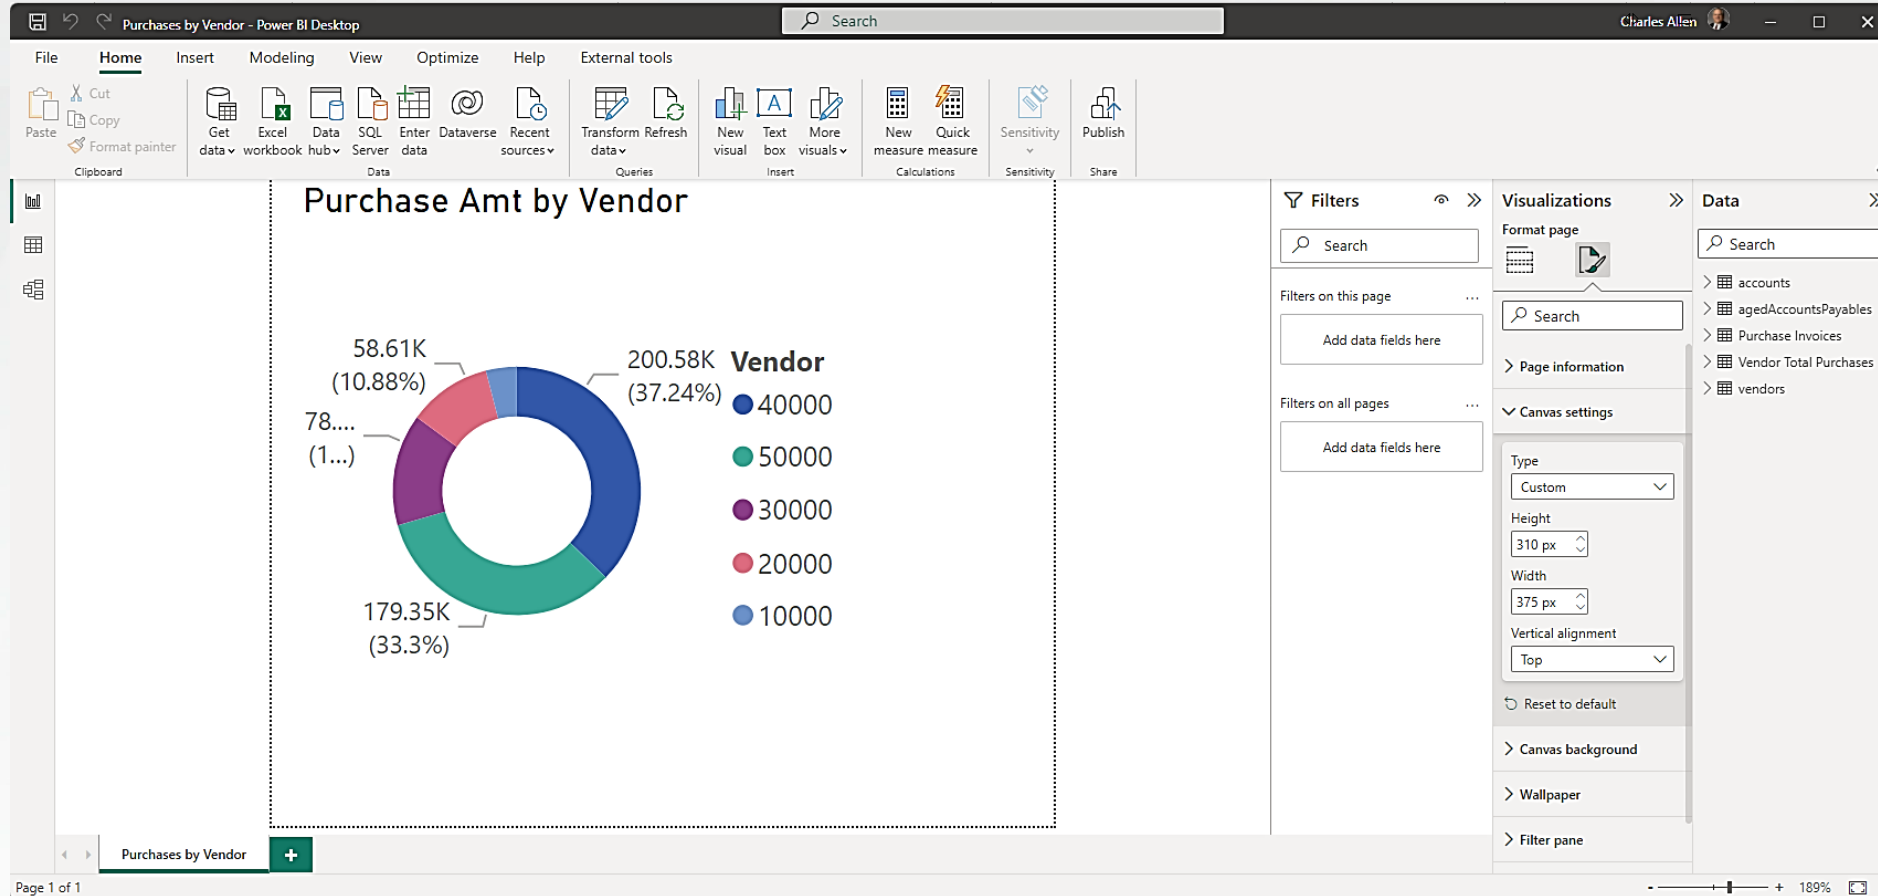 Purchases by Vendor - Power BI Desktop
Search
Charles Allen
File Home Insert Modeling View Optimize Help External tools
Paste
Cut
Copy
Format painter
Clipboard
Get data
Excel workbook
Data hub
SQL Server
Enter data
Dataverse
Recent sources
Data
Transform data
Refresh
Queries
New visual
Text box
More visuals
Insert
New measure
Quick measure
Calculations
Sensitivity
Sensitivity
Publish
Share
Purchase Amt by Vendor
58.61K
(10.88%)
200.58K
(37.24%)
78....
(1...)
179.35K
(33.3%)
Vendor
40000
50000
30000
20000
10000
Filters
Search
Filters on this page
...
Add data fields here
Filters on all pages
...
Add data fields here
Visualizations
Format page
Search
Page information
Canvas settings
Type
Custom
Height
310 px
Width
375 px
Vertical alignment
Top
Reset to default
Canvas background
Wallpaper
Filter pane
Data
Search
accounts
agedAccountsPayables
Purchase Invoices
Vendor Total Purchases
vendors
Purchases by Vendor
+
Page 1 of 1
- + 189%